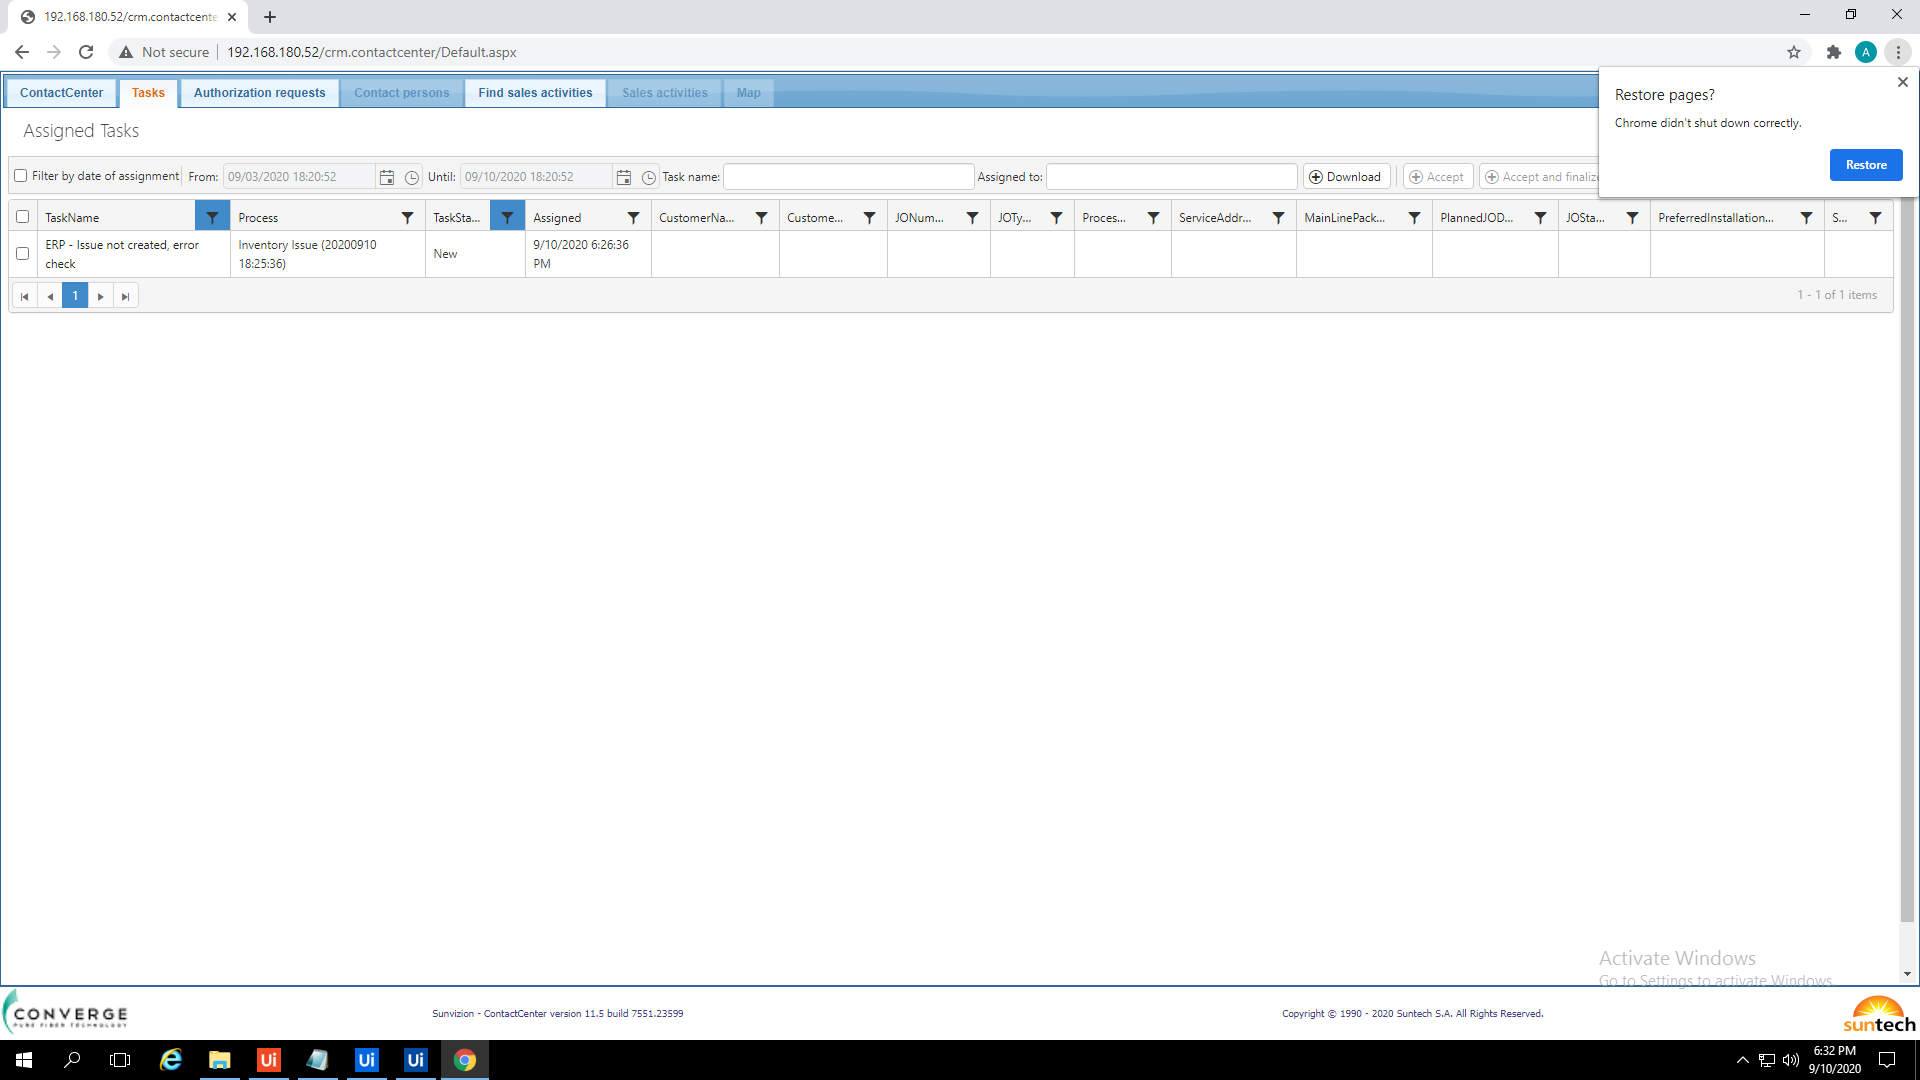 192.168.180.52/crm.contactcente
Not secure
192.168.180.52/crm.contactcenter/Default.aspx
A
ContactCenter
Tasks
Authorization requests
Contact persons
Find sales activities
Sales activities
Map
Restore pages?
Chrome didn't shut down correctly.
Restore
Assigned Tasks
Filter by date of assignment
From:
09/03/2020 18:20:52
Until:
09/10/2020 18:20:52
Task name:
Assigned to:
Download
Accept
Accept and finalize
TaskName
Process
TaskSta...
Assigned
CustomerNa...
Custome...
JONum...
JOTy...
Proces...
ServiceAddr...
MainLinePack...
PlannedJOD...
JOSta...
PreferredInstallation...
S...
ERP - Issue not created, error
check
Inventory Issue (20200910
18:25:36)
New
9/10/2020 6:26:36
PM
1
1 - 1 of 1 items
Activate Windows
Go to Settings to activate Windows.
CONVERGE
PURE FIBER TECHNOLOGY
Sunvizion - ContactCenter version 11.5 build 7551.23599
Copyright © 1990 - 2020 Suntech S.A. All Rights Reserved.
suntech
Ui
Ui
Ui
6:32 PM
9/10/2020